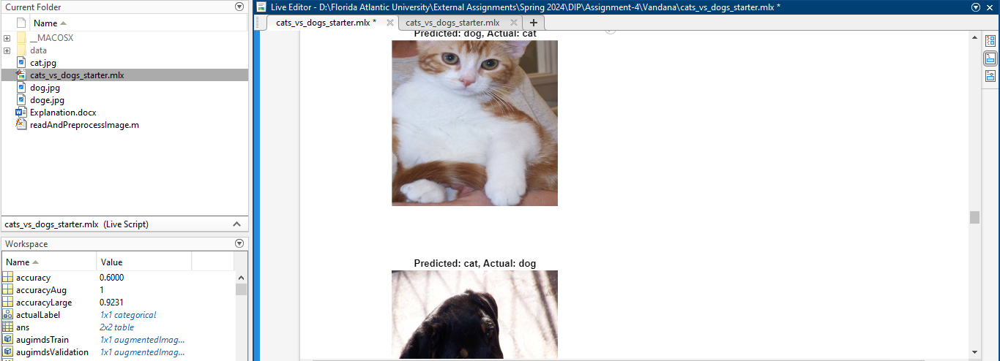 Current Folder
Name
__MACOSX
data
cat.jpg
cats_vs_dogs_starter.mlx
dog.jpg
doge.jpg
Explanation.docx
readAndPreprocessImage.m
cats_vs_dogs_starter.mlx (Live Script)
Workspace
Name Value
accuracy 0.6000
accuracyAug 1
accuracyLarge 0.9231
actualLabel 1x1 categorical
ans 2x2 table
augimdsTrain 1x1 augmentedImag...
augimdsValidation 1x1 augmentedImag...
Live Editor - D:\Florida Atlantic University\External Assignments\Spring 2024\DIP\Assignment-4\Vandana\cats_vs_dogs_starter.mlx *
cats_vs_dogs_starter.mlx * cats_vs_dogs_starter.mlx
Predicted: dog, Actual: cat
Predicted: cat, Actual: dog